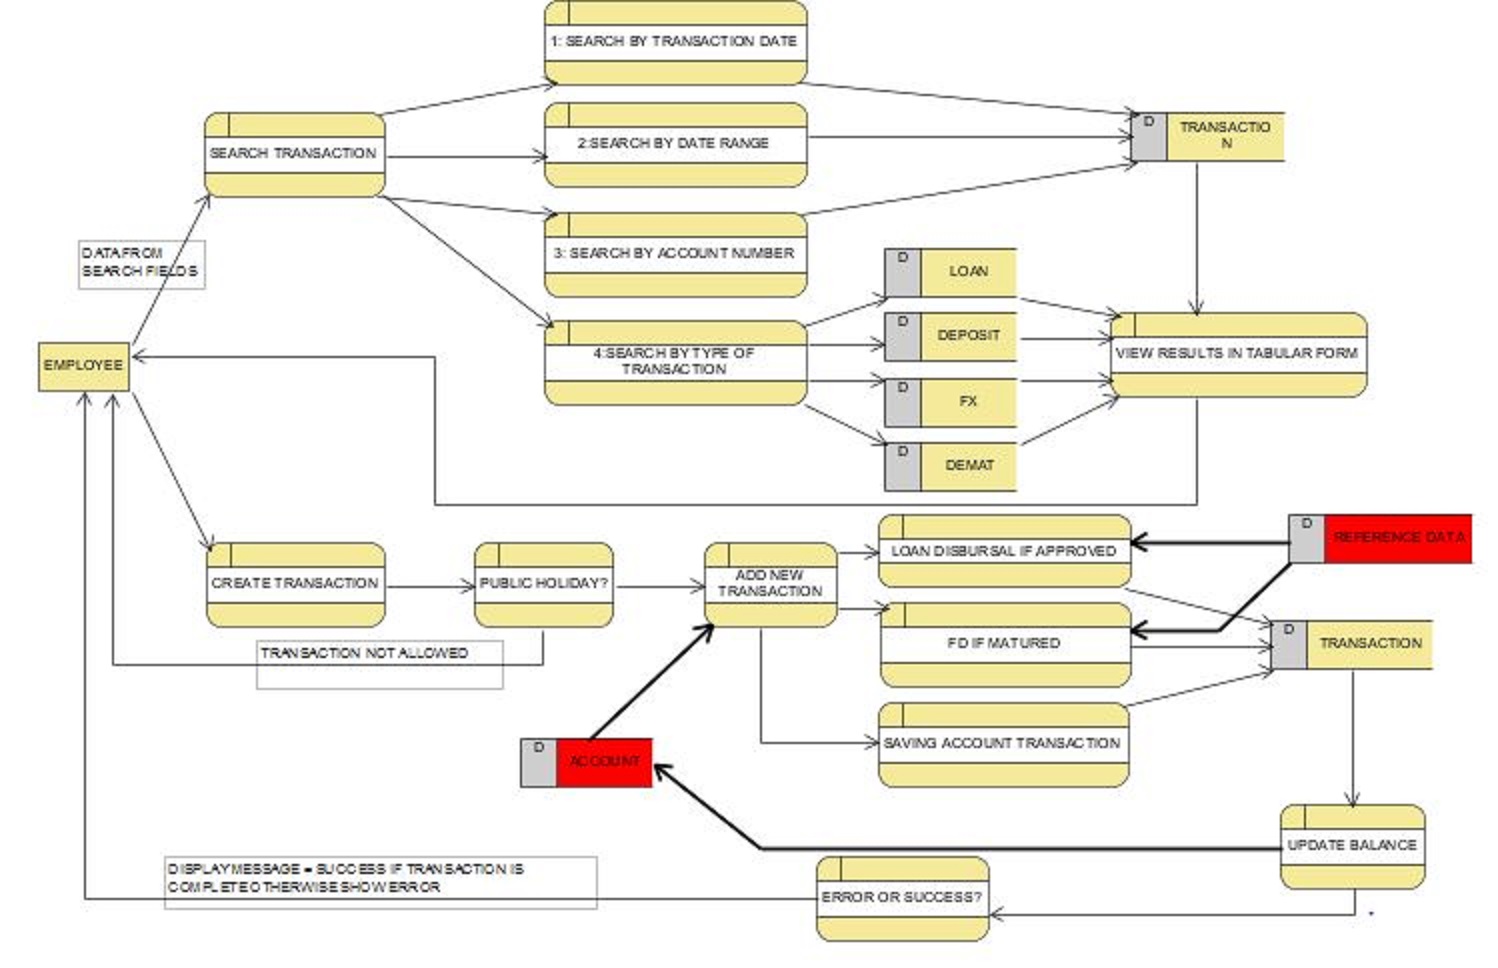 1: SEARCH BY TRANSACTION DATE
SEARCH TRANSACTION
2:SEARCH BY DATE RANGE
D
TRANSACTIO
N
DATA FROM
SEARCH FIELDS
3: SEARCH BY ACCOUNT NUMBER
D
LOAN
D
DEPOSIT
EMPLOYEE
4:SEARCH BY TYPE OF
TRANSACTION
VIEW RESULTS IN TABULAR FORM
D
FX
D
DEMAT
D
REFERENCE DATA
CREATE TRANSACTION
PUBLIC HOLIDAY?
ADD NEW
TRANSACTION
LOAN DISBURSAL IF APPROVED
TRANSACTION NOT ALLOWED
FD IF MATURED
D
TRANSACTION
D
ACCOUNT
SAVING ACCOUNT TRANSACTION
UPDATE BALANCE
DISPLAY MESSAGE = SUCCESS IF TRANSACTION IS
COMPLETE OTHERWISE SHOW ERROR
ERROR OR SUCCESS?